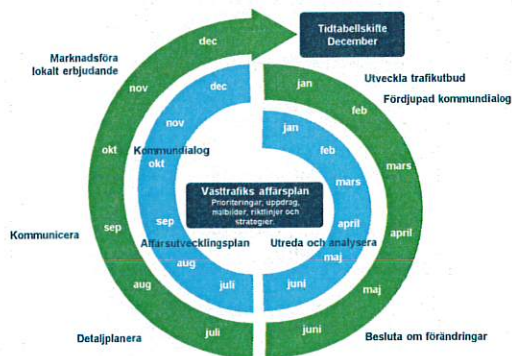 Tidtabellskifte
December
Marknadsföra
lokalt erbjudande
dec
nov
okt
sep
aug
juli
jan
feb
mars
april
maj
juni
Utveckla trafikutbud
Fördjupad kommundialog
dec
nov
Kommundialog
okt
sep
Affärsutvecklingsplan
aug
juli
jan
feb
mars
april
Utreda och analysera
maj
juni
Västtrafiks affärsplan
Prioriteringar, uppdrag,
målbilder, riktlinjer och
strategier.
Kommunicera
Detaljplanera
Besluta om förändringar